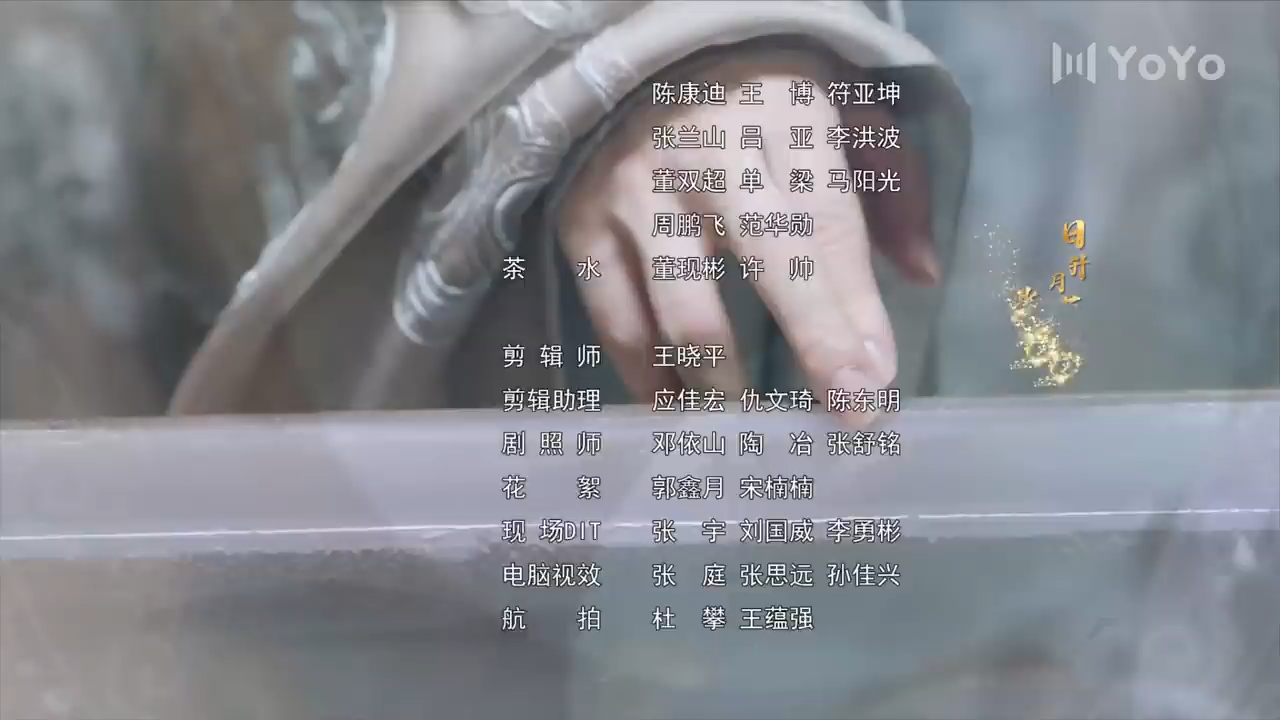 YoYo
陈康迪 王 博 符亚坤
张兰山 吕 亚 李洪波
董双超 单 梁 马阳光
周鹏飞 范华勋
茶 水 董现彬 许 帅
剪 辑 师 王晓平
剪辑助理 应佳宏 仇文琦 陈东明
剧 照 师 邓依山 陶 冶 张舒铭
花 絮 郭鑫月 宋楠楠
现 场DIT 张 宇 刘国威 李勇彬
电脑视效 张 庭 张思远 孙佳兴
航 拍 杜 攀 王蕴强
日升
月